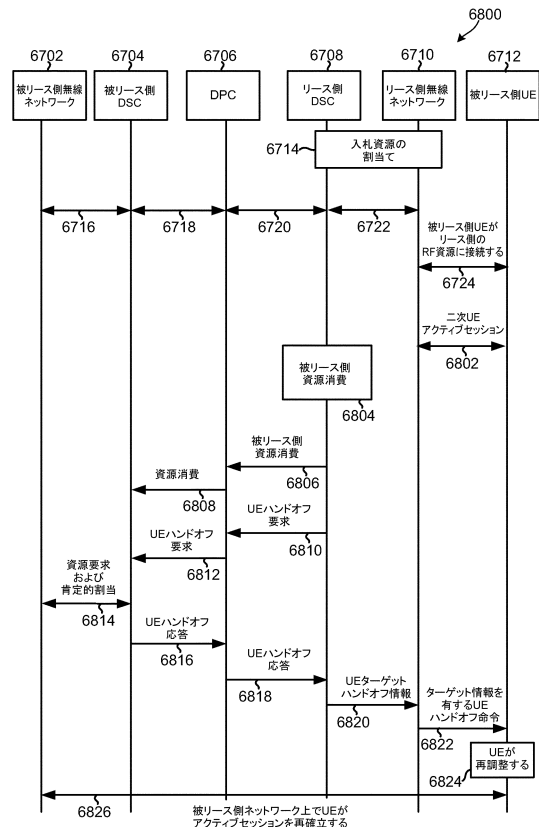 6800
6702
6704
6706
6708
6710
6712
被リース側無線
ネットワーク
被リース側
DSC
DPC
リース側
DSC
リース側無線
ネットワーク
被リース側UE
6714
入札資源の
割当て
6716
6718
6720
6722
被リース側UEが
リース側の
RF資源に接続する
6724
二次UE
アクティブセッション
6802
被リース側
資源消費
6804
被リース側
資源消費
6806
資源消費
6808
UEハンドオフ
要求
6810
UEハンドオフ
要求
6812
資源要求
および
肯定的割当
6814
UEハンドオフ
応答
6816
UEハンドオフ
応答
6818
UEターゲット
ハンドオフ情報
6820
ターゲット情報を
有するUE
ハンドオフ命令
6822
UEが
再調整する
6824
6826
被リース側ネットワーク上でUEが
アクティブセッションを再確立する